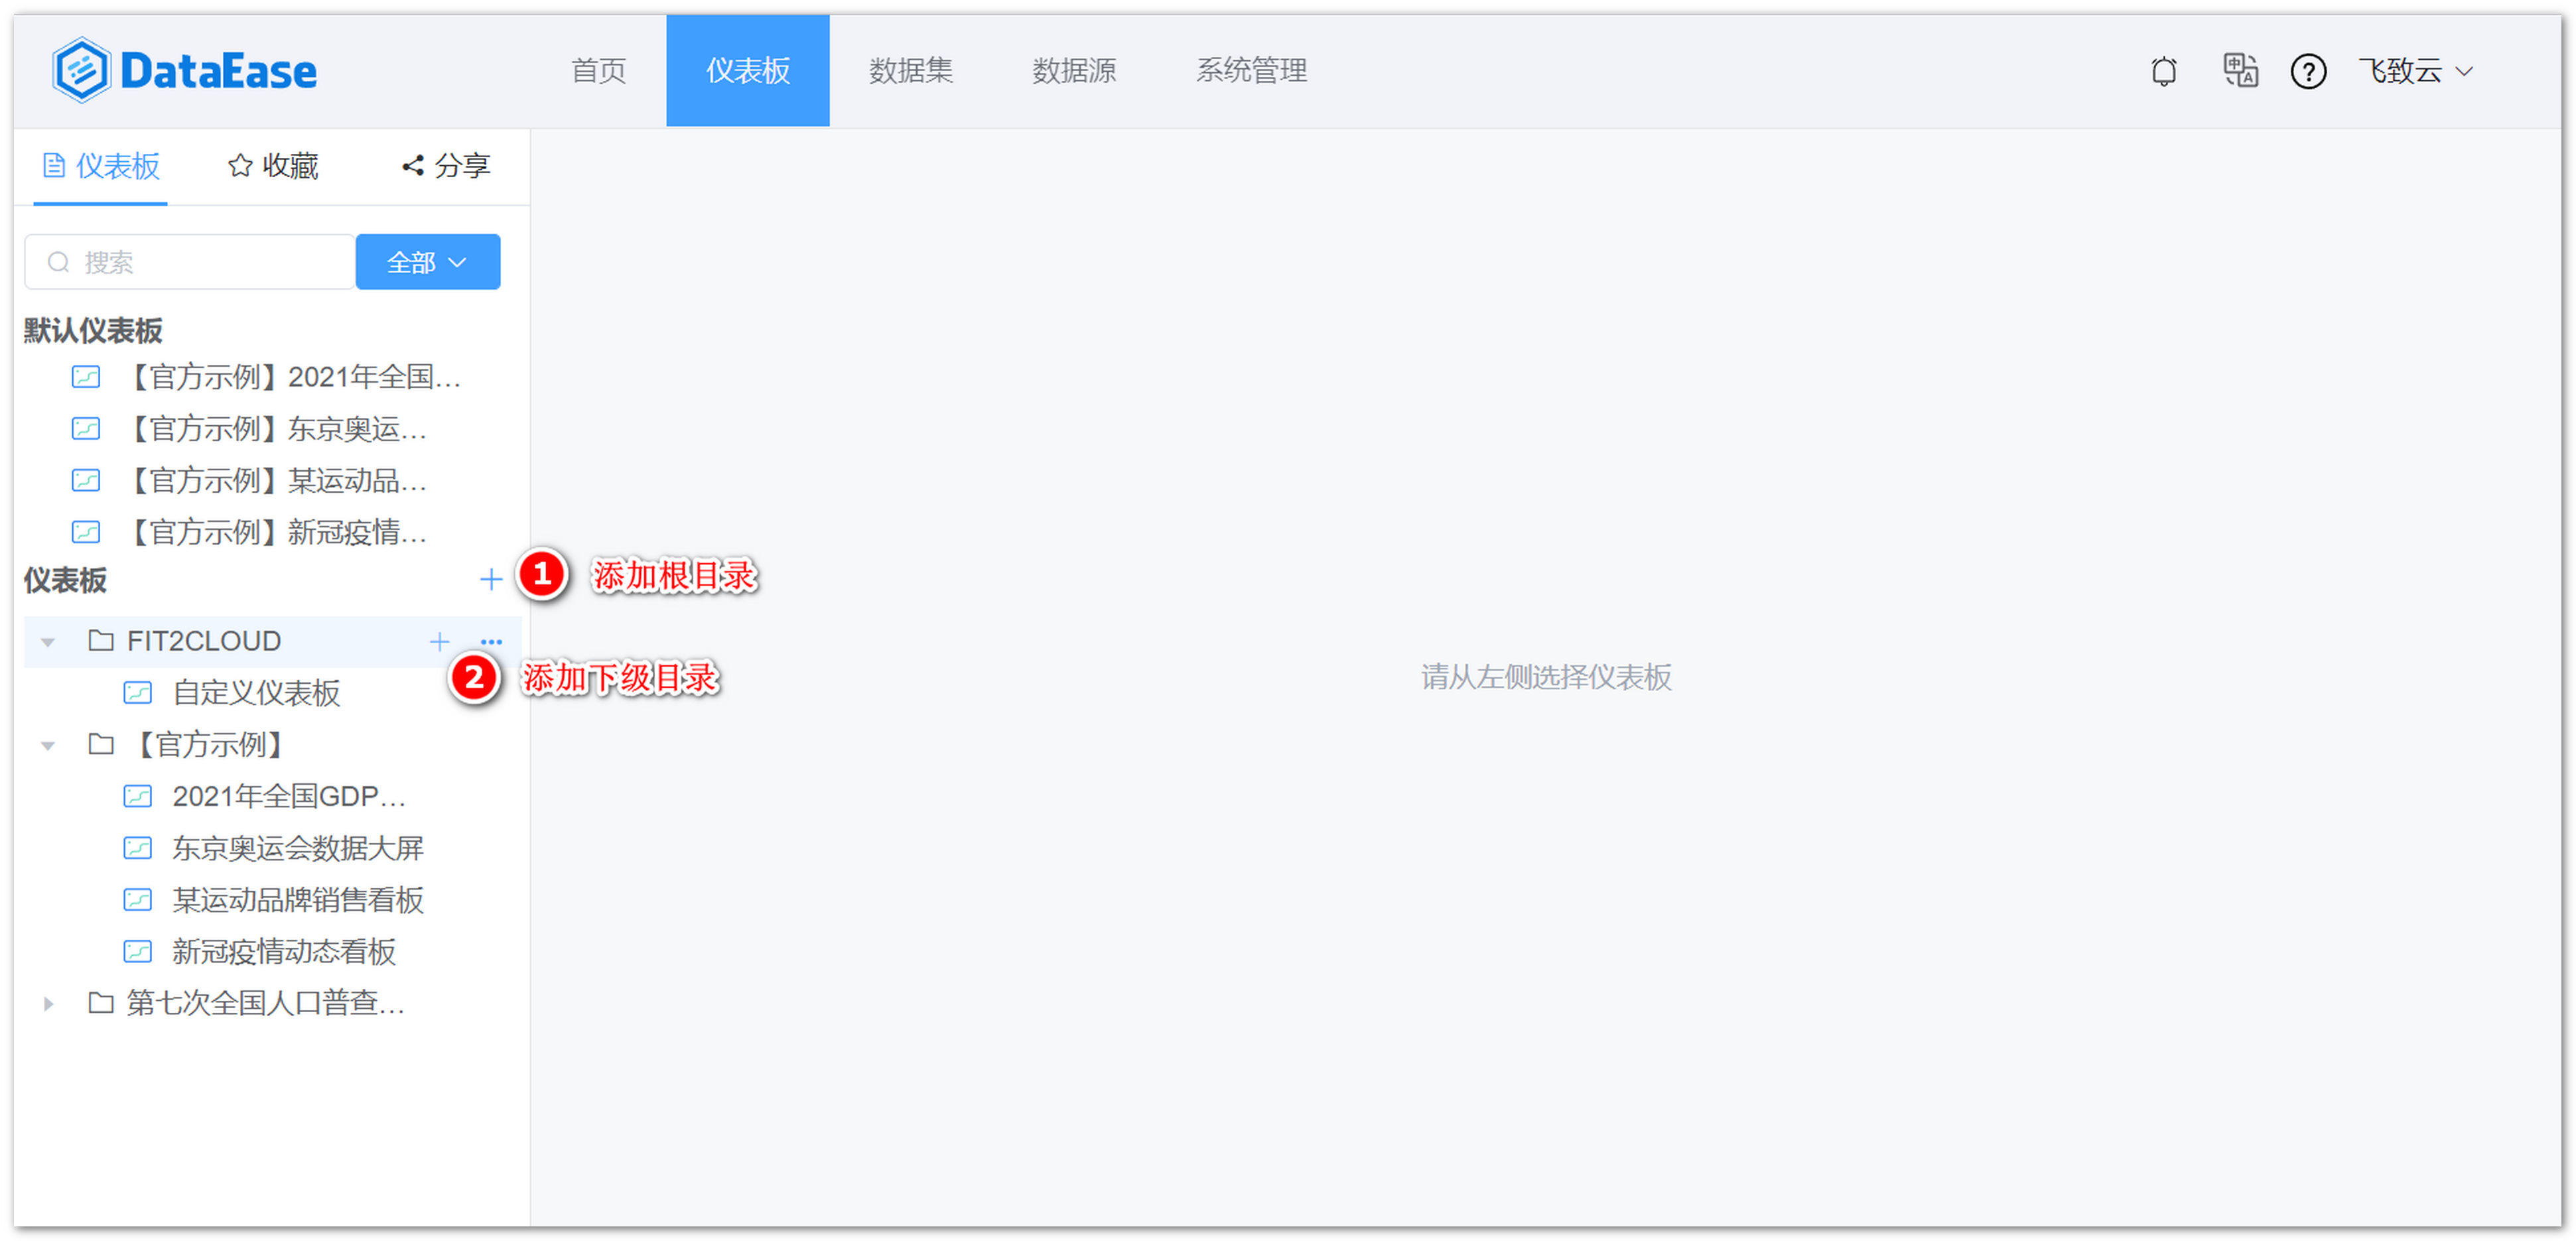 DataEase 首页 仪表板 数据集 数据源 系统管理 飞致云
仪表板 收藏 分享
搜索 全部
默认仪表板
【官方示例】2021年全国...
【官方示例】东京奥运...
【官方示例】某运动品...
【官方示例】新冠疫情...
仪表板 1 添加根目录
FIT2CLOUD
2 添加下级目录
自定义仪表板
请从左侧选择仪表板
【官方示例】
2021年全国GDP...
东京奥运会数据大屏
某运动品牌销售看板
新冠疫情动态看板
第七次全国人口普查...